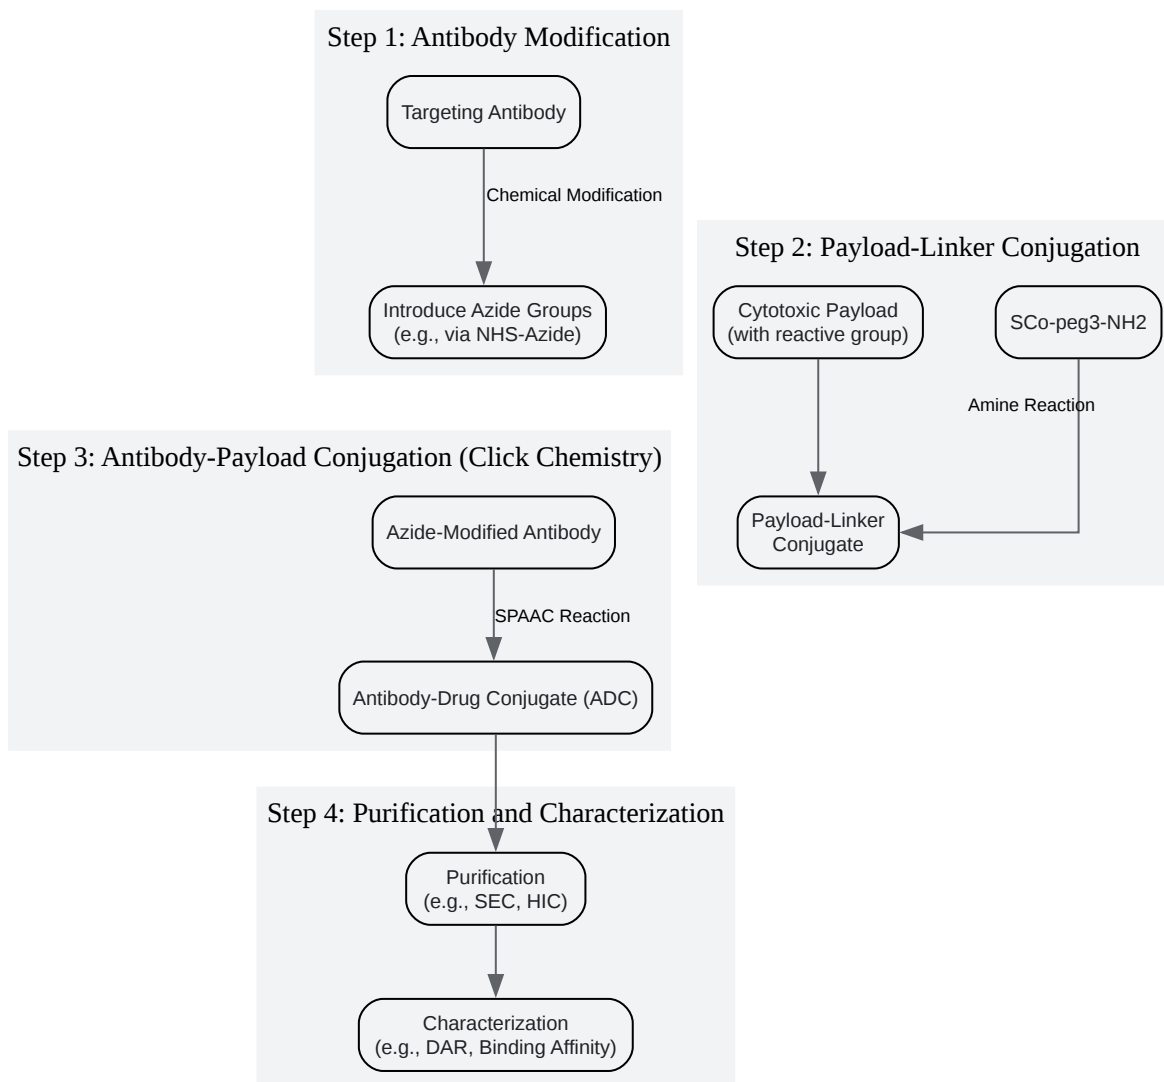 Step 1: Antibody Modification
Targeting Antibody
Chemical Modification
Introduce Azide Groups
(e.g., via NHS-Azide)
Step 2: Payload-Linker Conjugation
Cytotoxic Payload
(with reactive group)
SCo-peg3-NH2
Amine Reaction
Payload-Linker
Conjugate
Step 3: Antibody-Payload Conjugation (Click Chemistry)
Azide-Modified Antibody
SPAAC Reaction
Antibody-Drug Conjugate (ADC)
Step 4: Purification and Characterization
Purification
(e.g., SEC, HIC)
Characterization
(e.g., DAR, Binding Affinity)